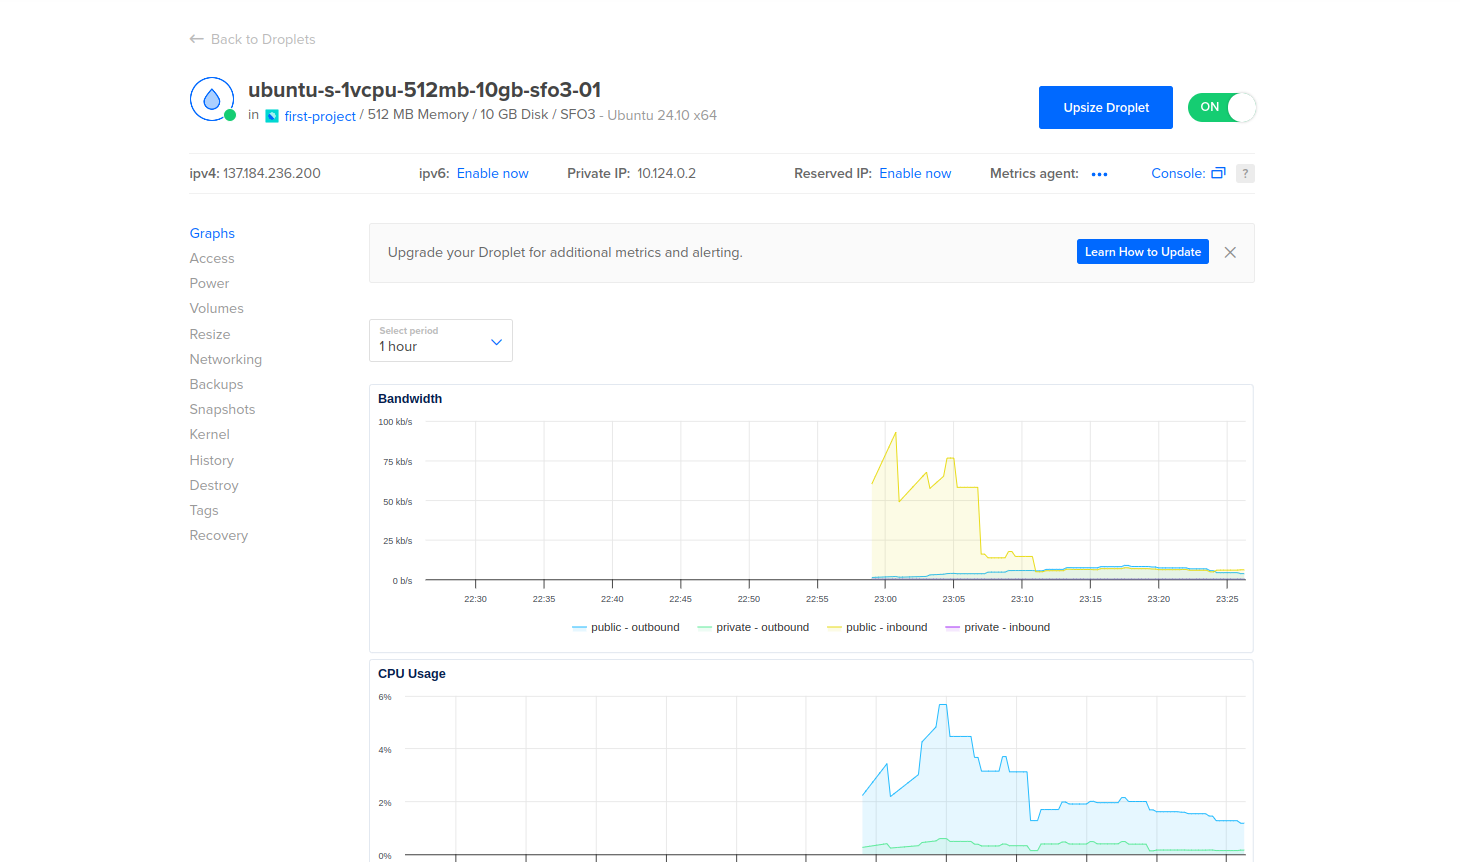 Back to Droplets
ubuntu-s-1vcpu-512mb-10gb-sfo3-01
in first-project / 512 MB Memory / 10 GB Disk / SFO3 - Ubuntu 24.10 x64
Upsize Droplet
ON
ipv4: 137.184.236.200 ipv6: Enable now Private IP: 10.124.0.2 Reserved IP: Enable now Metrics agent: ••• Console: ?
Graphs
Access
Power
Volumes
Resize
Networking
Backups
Snapshots
Kernel
History
Destroy
Tags
Recovery
Upgrade your Droplet for additional metrics and alerting.
Learn How to Update
Select period
1 hour
Bandwidth
100 kb/s
75 kb/s
50 kb/s
25 kb/s
0 b/s
22:30 22:35 22:40 22:45 22:50 22:55 23:00 23:05 23:10 23:15 23:20 23:25
public - outbound private - outbound public - inbound private - inbound
CPU Usage
6%
4%
2%
0%